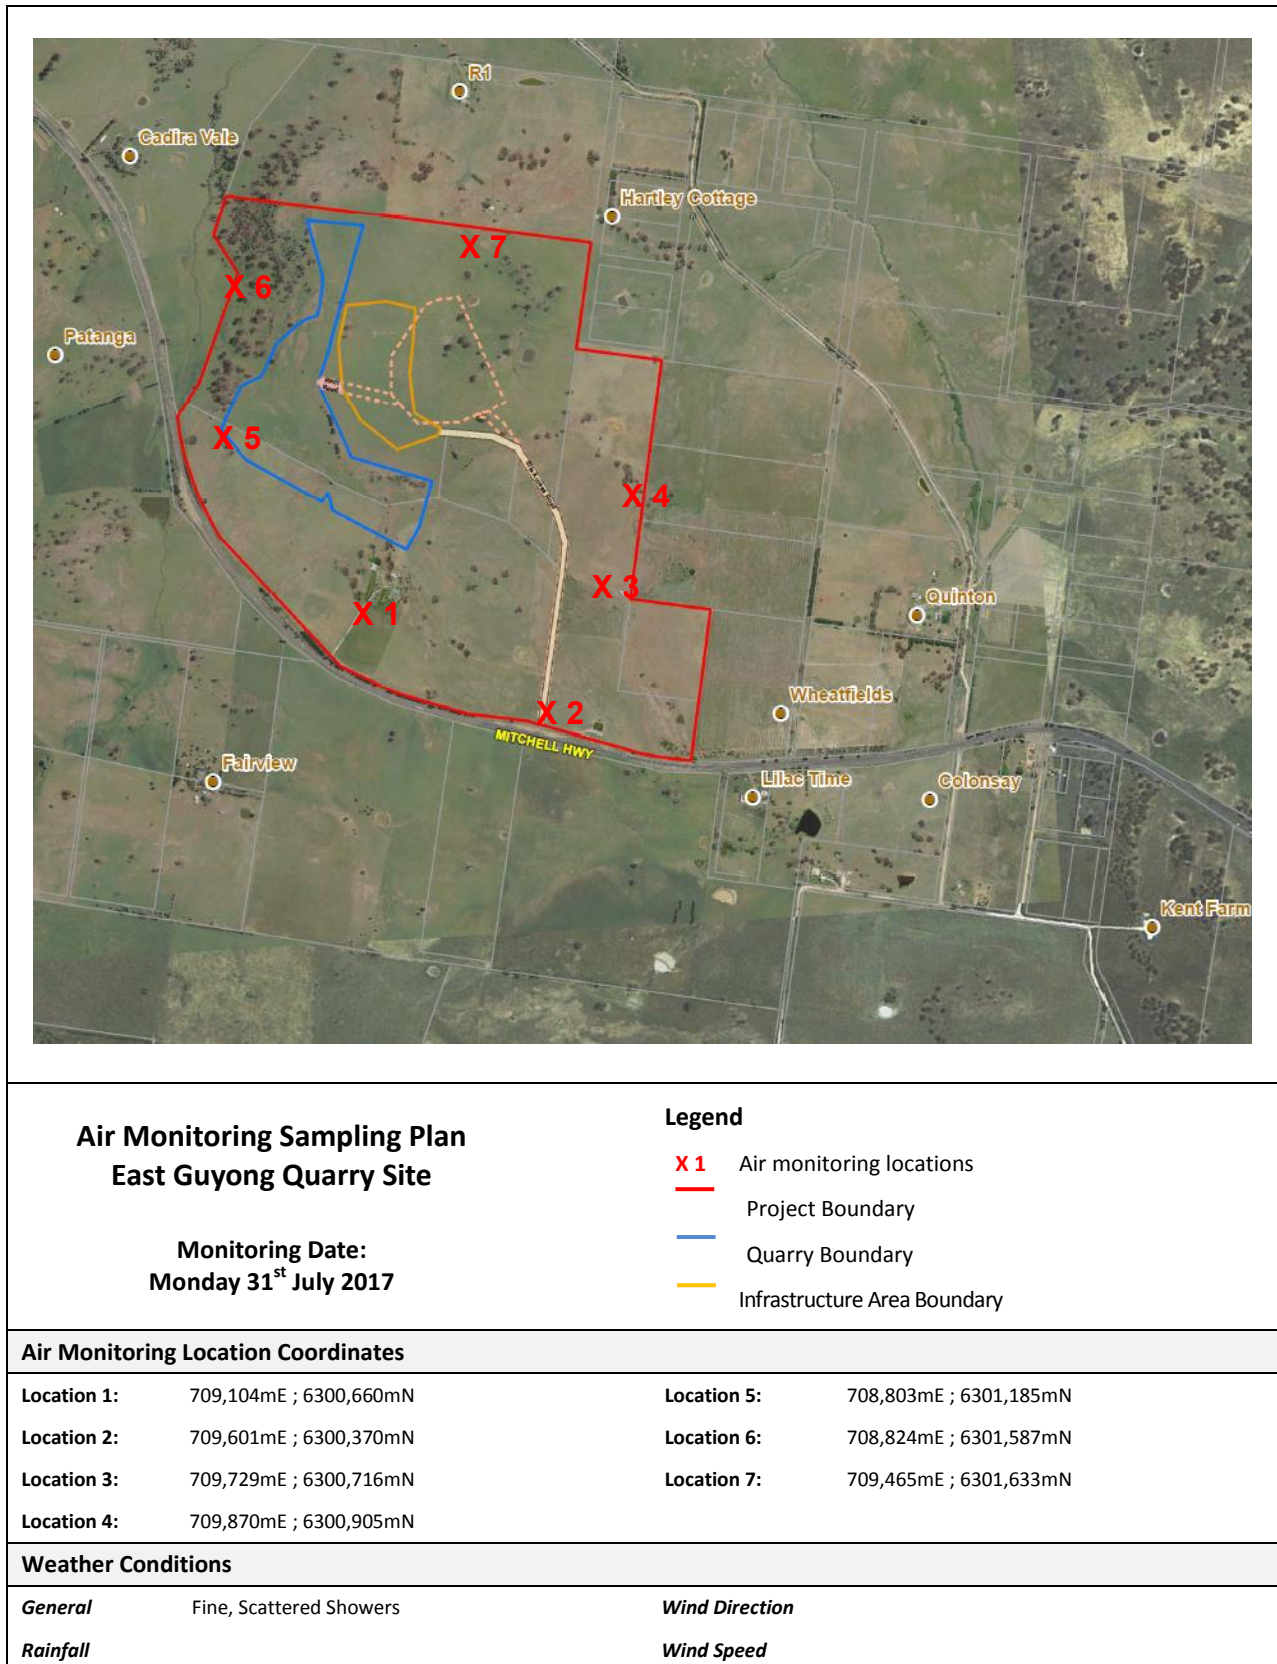 R1
Cadira Vale
Hartley Cottage
X 7
X 6
Patanga
X 5
X 4
X 3
Quinton
X 1
Wheatfields
X 2
MITCHELL HWY
Fairview
Lilac Time
Colonsay
Kent Farm
Air Monitoring Sampling Plan
East Guyong Quarry Site
Monitoring Date:
Monday 31st July 2017
Legend
X 1 Air monitoring locations
Project Boundary
Quarry Boundary
Infrastructure Area Boundary
Air Monitoring Location Coordinates
Location 1: 709,104mE ; 6300,660mN
Location 5: 708,803mE ; 6301,185mN
Location 2: 709,601mE ; 6300,370mN
Location 6: 708,824mE ; 6301,587mN
Location 3: 709,729mE ; 6300,716mN
Location 7: 709,465mE ; 6301,633mN
Location 4: 709,870mE ; 6300,905mN
Weather Conditions
General Fine, Scattered Showers
Wind Direction
Rainfall
Wind Speed